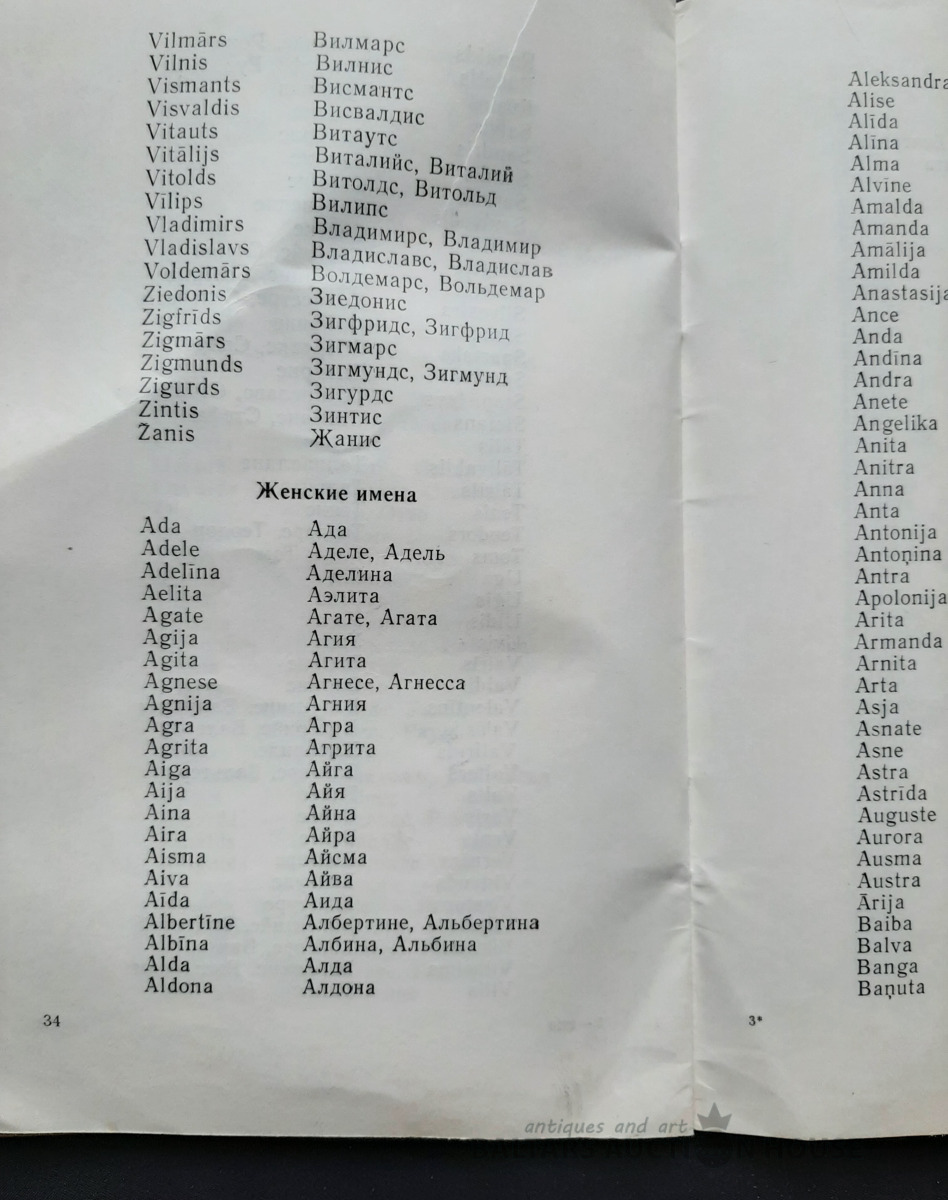 Vilmārs Вилмарс
Vilnis Вилнис
Vismants Висмантс
Visvaldis Висвалдис
Vitauts Витаутс
Vitālijs Виталийс, Виталий
Vitolds Витолдс, Витольд
Vīlips Вилипс
Vladimirs Владимирс, Владимир
Vladislavs Владиславс, Владислав
Voldemārs Волдемарс, Вольдемар
Ziedonis Зиедонис
Zigfrīds Зигфридс, Зигфрид
Zigmārs Зигмарс
Zigmunds Зигмундс, Зигмунд
Zigurds Зигурдс
Zintis Зинтис
Žanis Жанис
Женские имена
Ada Ада
Adele Аделе, Адель
Adelīna Аделина
Aelita Аэлита
Agate Агате, Агата
Agija Агия
Agita Агита
Agnese Агнесе, Агнесса
Agnija Агния
Agra Агра
Agrita Агрита
Aiga Айга
Aija Айя
Aina Айна
Aira Айра
Aisma Айсма
Aiva Айва
Aīda Аида
Albertīne Албертине, Альбертина
Albīna Албина, Альбина
Alda Алда
Aldona Алдона
34
Aleksandra
Alise
Alīda
Alīna
Alma
Alvīne
Amalda
Amanda
Amālija
Amilda
Anastasija
Ance
Anda
Andīna
Andra
Anete
Angelika
Anita
Anitra
Anna
Anta
Antonija
Antoņina
Antra
Apolonija
Arita
Armanda
Arnita
Arta
Asja
Asnate
Asne
Astra
Astrīda
Auguste
Aurora
Ausma
Austra
Ārija
Baiba
Balva
Banga
Baņuta
3*
antiques and art
BALTARS AUCTION HOUSE